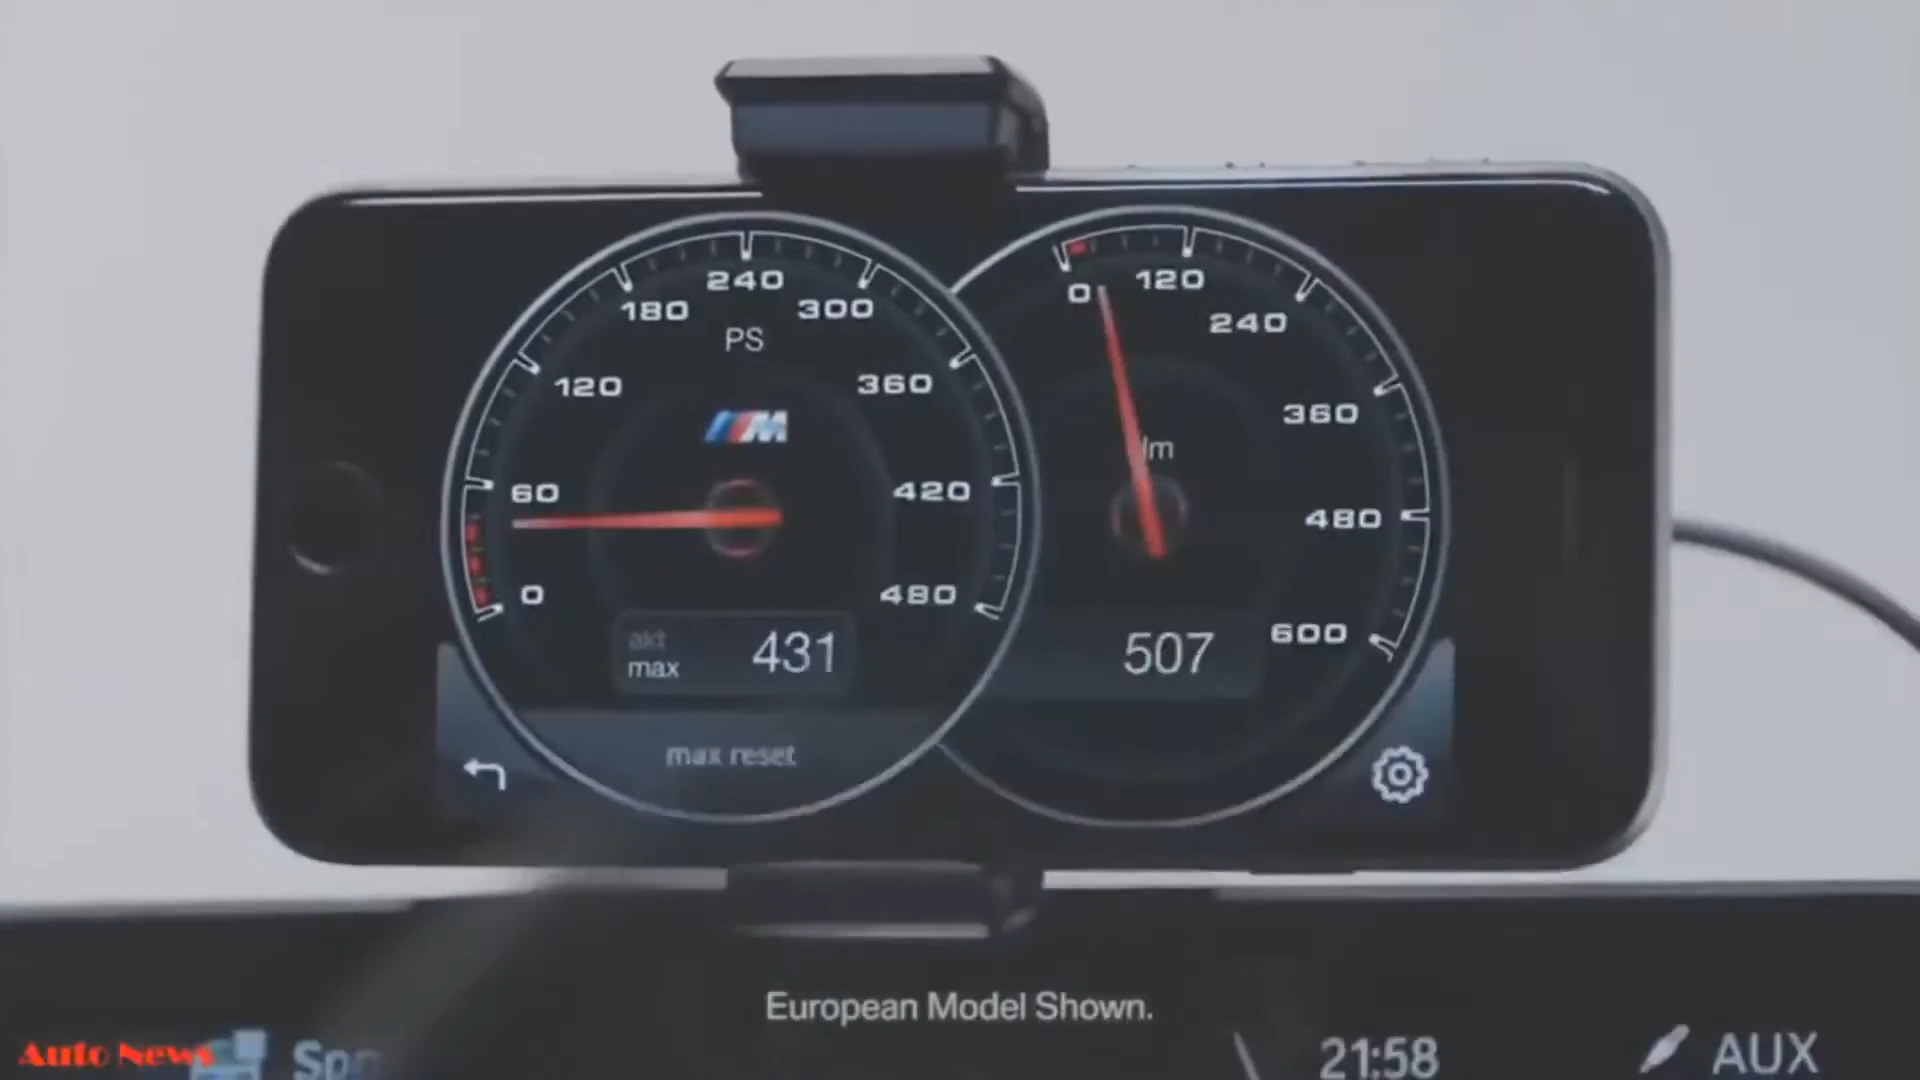 180 240 300
PS
120 360
M
60 420
0 480
akt
max 431
max reset
0 120 240
360
480
507 600
European Model Shown.
Auto News
21:58 AUX